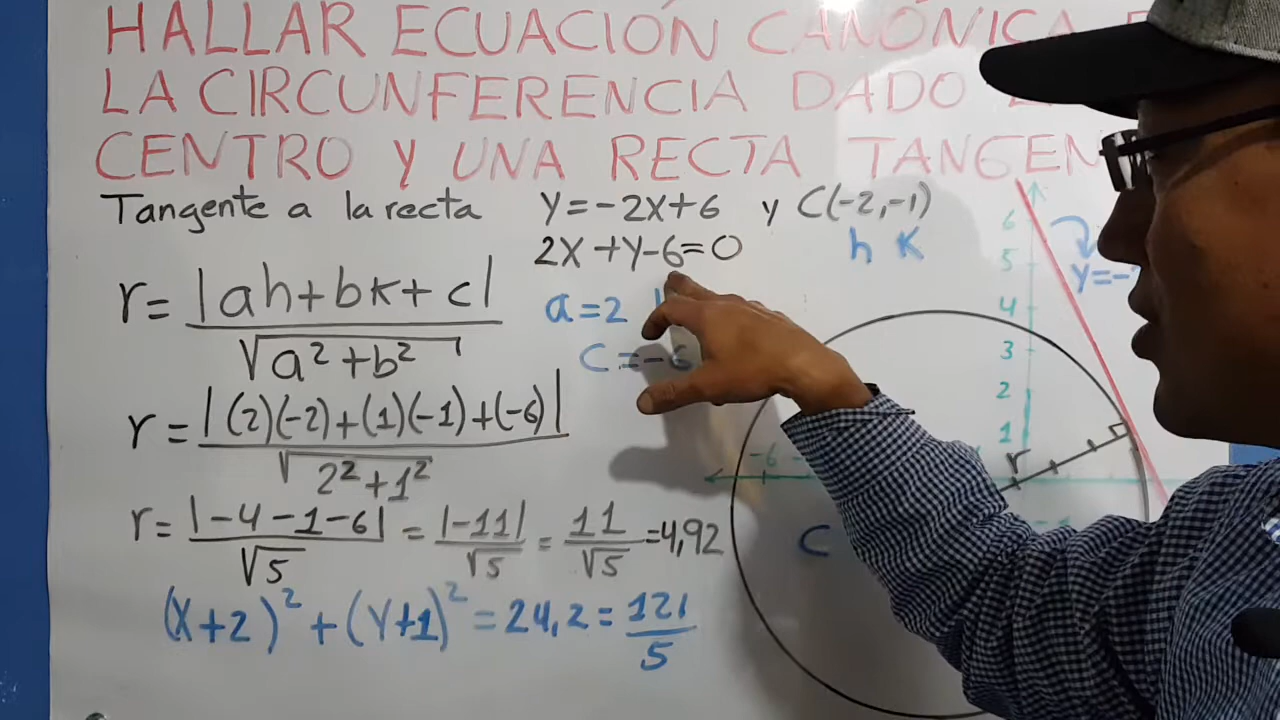 HALLAR ECUACIÓN CANÓNICA
LA CIRCUNFERENCIA DADO
CENTRO Y UNA RECTA TANGEN
Tangente a la recta y=-2x+6 y C(-2,-1)
h K
2x+y-6=0
r= |ah+bk+c| / √a²+b²
a=2
c=-6
r= |(2)(-2)+(1)(-1)+(-6)| / √2²+1²
r= |-4-1-6| / √5 = |-11| / √5 = 11/√5 =4,92
(x+2)²+(y+1)²=24,2=121/5
6
5
y=-
4
3
2
1
-6
r
-1
C